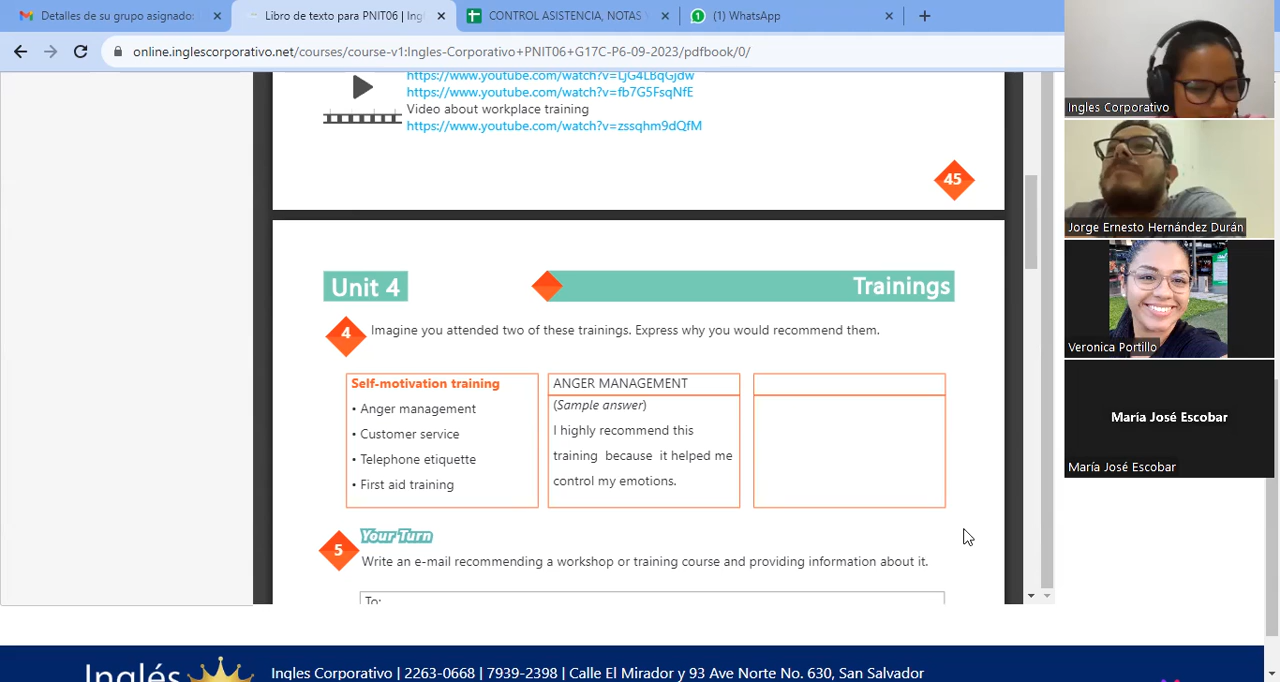 Detalles de su grupo asignado:
Libro de texto para PNIT06 | Ing
CONTROL ASISTENCIA, NOTAS
(1) WhatsApp
online.inglescorporativo.net/courses/course-v1:Ingles-Corporativo+PNIT06+G17C-P6-09-2023/pdfbook/0/
https://www.youtube.com/watch?v=LjG4LBqGjdw
https://www.youtube.com/watch?v=fb7G5FsqNfE
Video about workplace training
https://www.youtube.com/watch?v=zssqhm9dQfM
45
Unit 4
Trainings
4
Imagine you attended two of these trainings. Express why you would recommend them.
Self-motivation training
• Anger management
• Customer service
• Telephone etiquette
• First aid training
ANGER MANAGEMENT
(Sample answer)
I highly recommend this
training because it helped me
control my emotions.
5
Your Turn
Write an e-mail recommending a workshop or training course and providing information about it.
To:
Inglés
Ingles Corporativo | 2263-0668 | 7939-2398 | Calle El Mirador y 93 Ave Norte No. 630, San Salvador
Ingles Corporativo
Jorge Ernesto Hernández Durán
Veronica Portillo
María José Escobar
María José Escobar